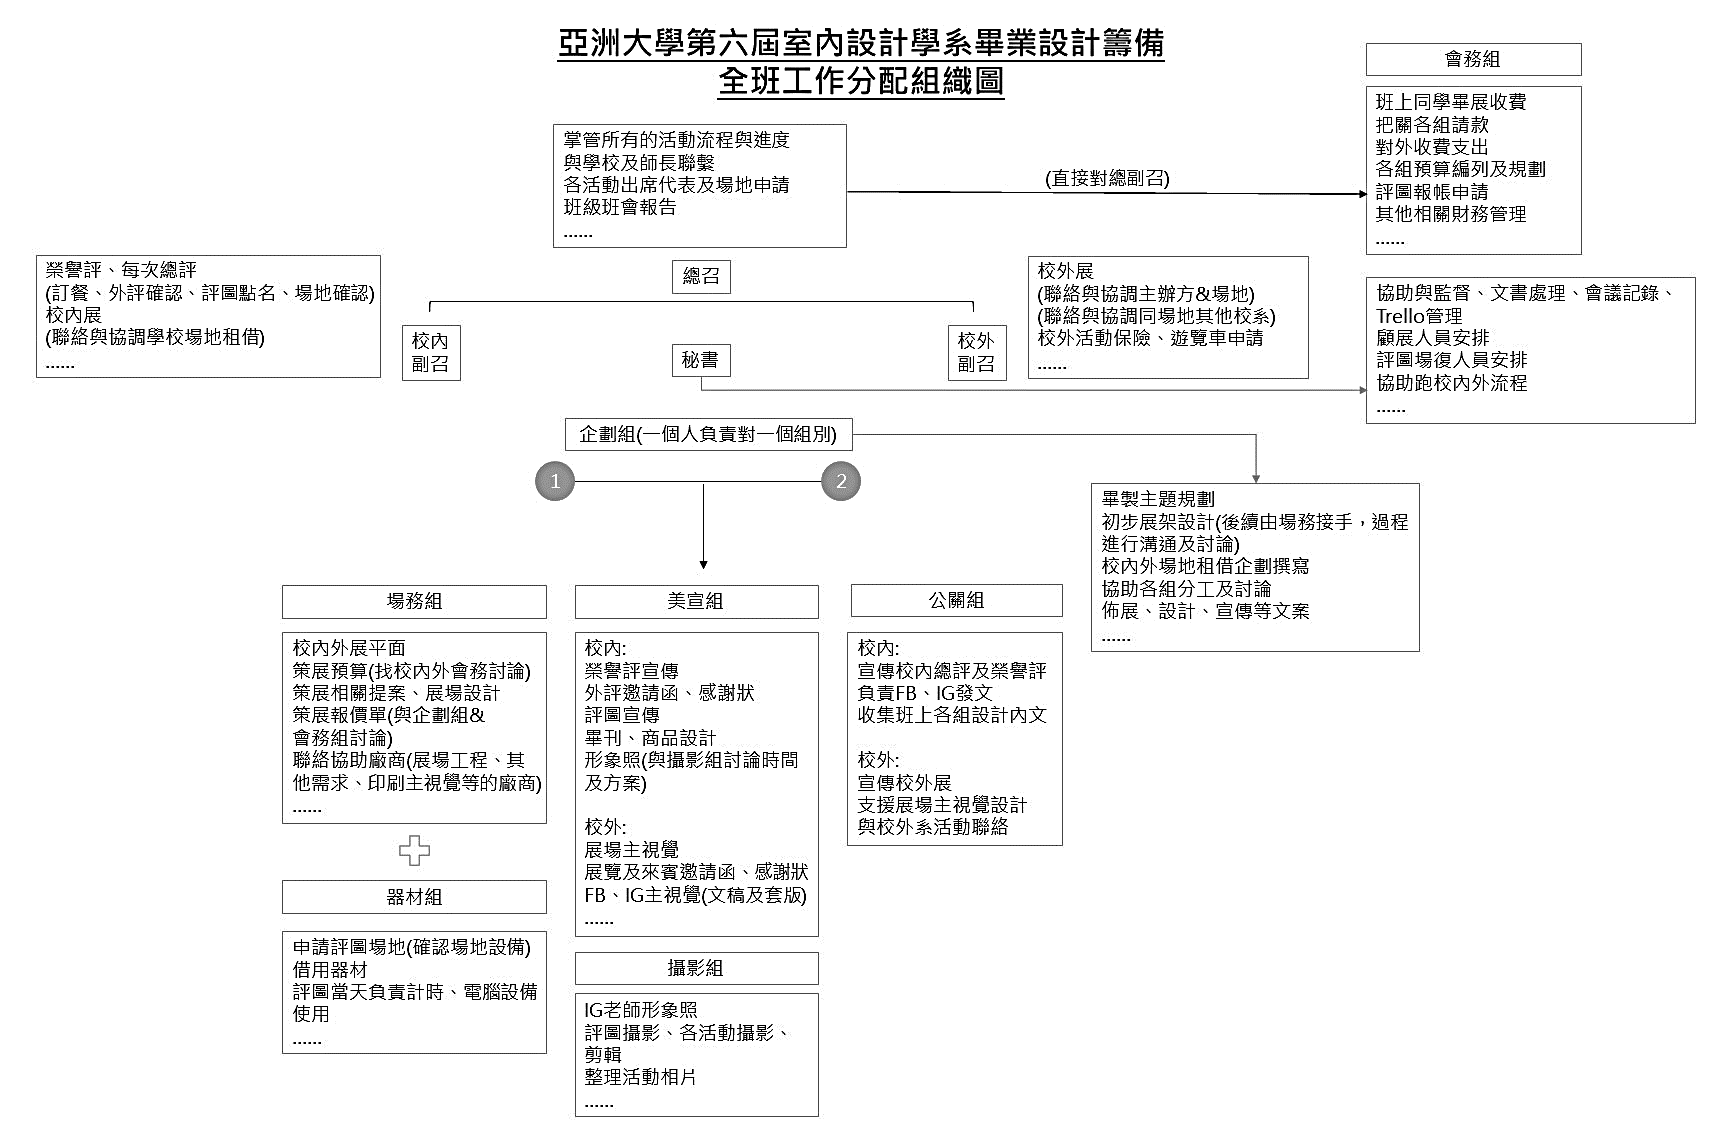 亞洲大學第六屆室內設計學系畢業設計籌備
全班工作分配組織圖
會務組
班上同學畢展收費
把關各組請款
對外收費支出
各組預算編列及規劃
評圖報帳申請
其他相關財務管理
......
掌管所有的活動流程與進度
與學校及師長聯繫
各活動出席代表及場地申請
班級班會報告
......
(直接對總副召)
榮譽評、每次總評
(訂餐、外評確認、評圖點名、場地確認)
校內展
(聯絡與協調學校場地租借)
......
總召
校內
副召
秘書
校外
副召
校外展
(聯絡與協調主辦方&場地)
(聯絡與協調同場地其他校系)
校外活動保險、遊覽車申請
......
協助與監督、文書處理、會議記錄、
Trello管理
顧展人員安排
評圖場復人員安排
協助跑校內外流程
......
企劃組(一個人負責對一個組別)
1
2
畢製主題規劃
初步展架設計(後續由場務接手，過程
進行溝通及討論)
校內外場地租借企劃撰寫
協助各組分工及討論
佈展、設計、宣傳等文案
......
場務組
校內外展平面
策展預算(找校內外會務討論)
策展相關提案、展場設計
策展報價單(與企劃組&
會務組討論)
聯絡協助廠商(展場工程、其
他需求、印刷主視覺等的廠商)
......
器材組
申請評圖場地(確認場地設備)
借用器材
評圖當天負責計時、電腦設備
使用
......
美宣組
校內:
榮譽評宣傳
外評邀請函、感謝狀
評圖宣傳
畢刊、商品設計
形象照(與攝影組討論時間
及方案)
校外:
展場主視覺
展覽及來賓邀請函、感謝狀
FB、IG主視覺(文稿及套版)
......
攝影組
IG老師形象照
評圖攝影、各活動攝影、
剪輯
整理活動相片
......
公關組
校內:
宣傳校內總評及榮譽評
負責FB、IG發文
收集班上各組設計內文
校外:
宣傳校外展
支援展場主視覺設計
與校外系活動聯絡